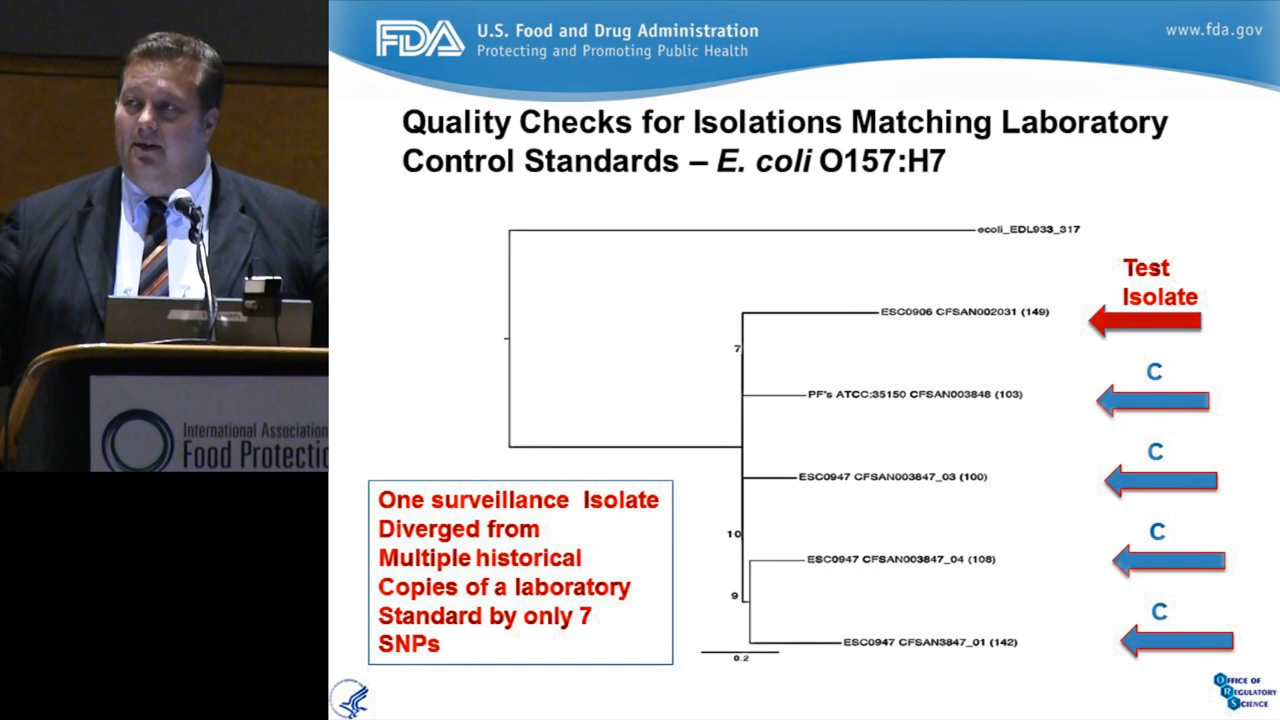 FDA U.S. Food and Drug Administration
Protecting and Promoting Public Health
www.fda.gov
Quality Checks for Isolations Matching Laboratory
Control Standards – E. coli O157:H7
ecoli_EDL933_317
Test
Isolate
ESC0906 CFSAN002031 (149)
7
C
PF's ATCC:35150 CFSAN003848 (103)
C
ESC0947 CFSAN003847_03 (100)
10
C
ESC0947 CFSAN003847_04 (108)
9
C
ESC0947 CFSAN3847_01 (142)
0.2
One surveillance Isolate
Diverged from
Multiple historical
Copies of a laboratory
Standard by only 7
SNPs
International Association
Food Protectio
OFFICE OF
REGULATORY
SCIENCE